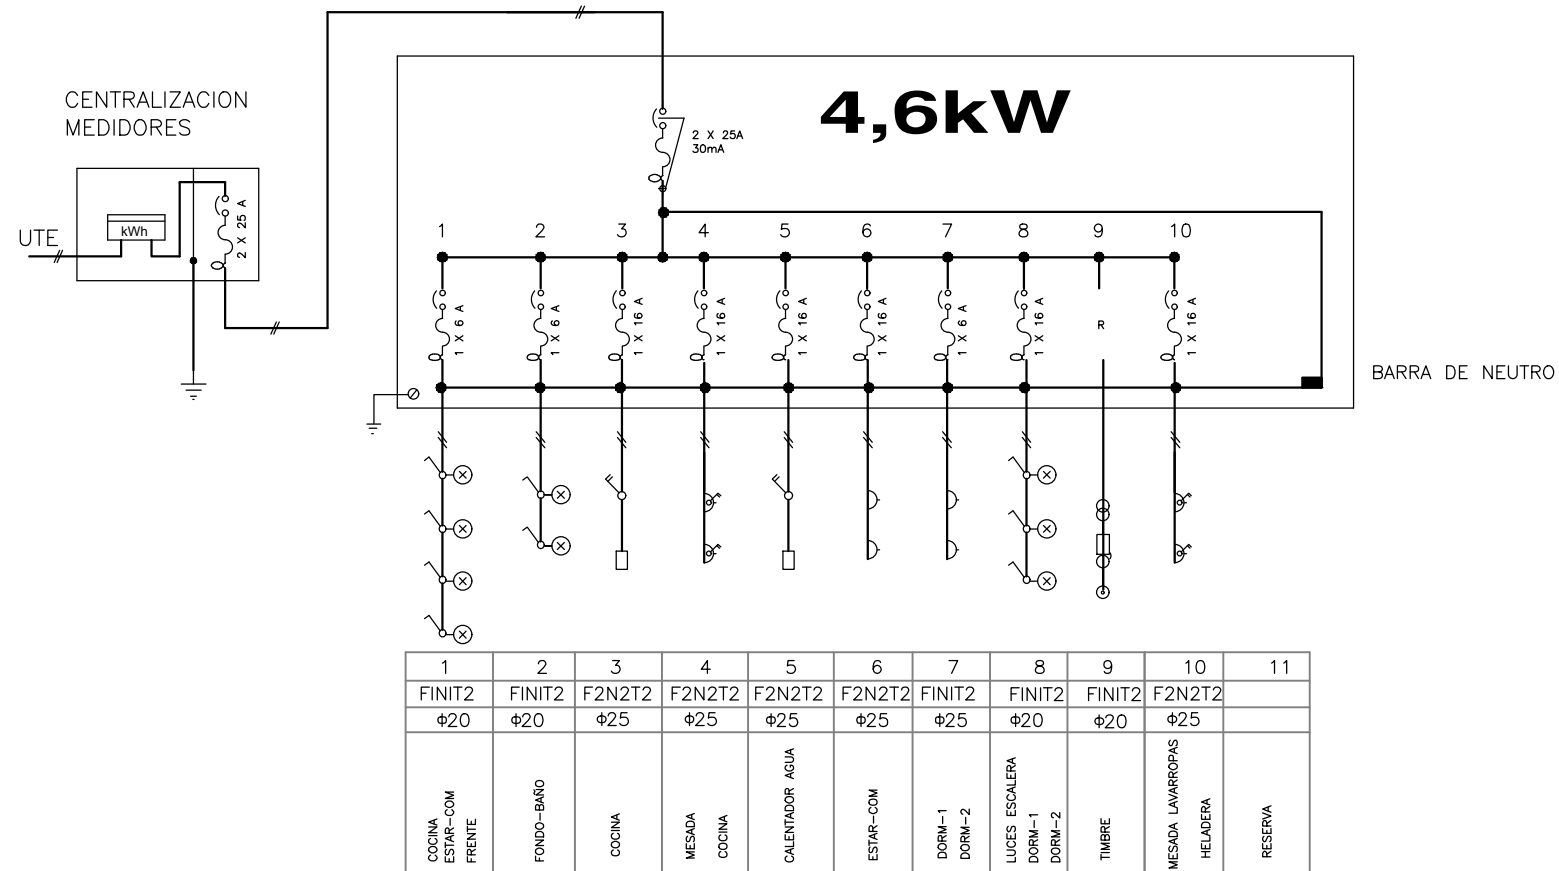 CENTRALIZACION
MEDIDORES
4,6kW
2 X 25A
30mA
UTE
kWh
2 X 25 A
1 2 3 4 5 6 7 8 9 10
1 X 6 A
1 X 6 A
1 X 16 A
1 X 16 A
1 X 16 A
1 X 16 A
1 X 6 A
1 X 16 A
R
1 X 16 A
BARRA DE NEUTRO
1 2 3 4 5 6 7 8 9 10 11
FINIT2 FINIT2 F2N2T2 F2N2T2 F2N2T2 F2N2T2 FINIT2 FINIT2 FINIT2 F2N2T2
Φ20 Φ20 Φ25 Φ25 Φ25 Φ25 Φ25 Φ20 Φ20 Φ25
COCINA
ESTAR-COM
FRENTE
FONDO-BAÑO
COCINA
MESADA
COCINA
CALENTADOR AGUA
ESTAR-COM
DORM-1
DORM-2
LUCES ESCALERA
DORM-1
DORM-2
TIMBRE
MESADA LAVARROPAS
HELADERA
RESERVA